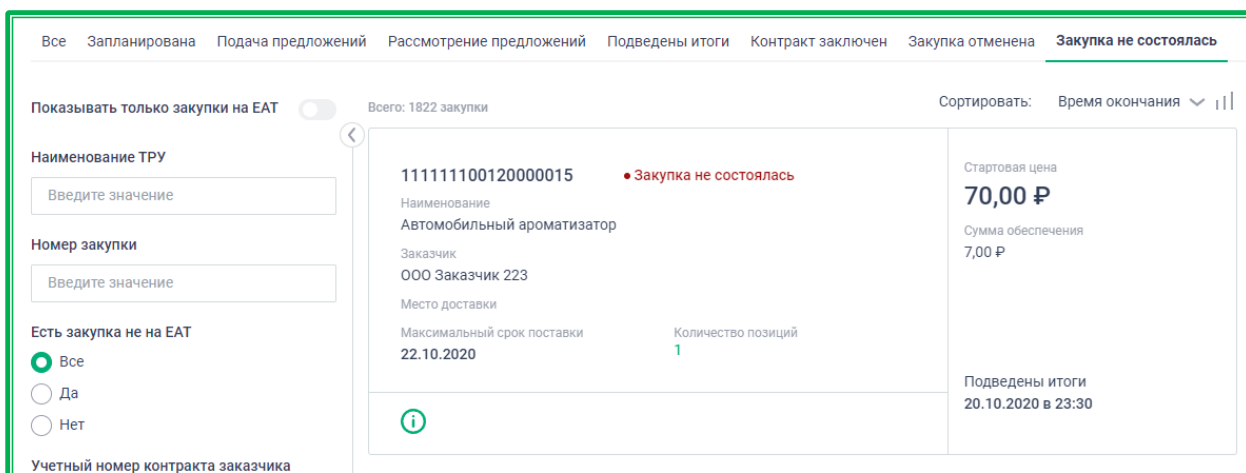 Все Запланирована Подача предложений Рассмотрение предложений Подведены итоги Контракт заключен Закупка отменена Закупка не состоялась
Показывать только закупки на ЕАТ
Всего: 1822 закупки
Сортировать: Время окончания
Наименование ТРУ
Введите значение
Номер закупки
Введите значение
Есть закупка не на ЕАТ
Все
Да
Нет
Учетный номер контракта заказчика
111111100120000015 • Закупка не состоялась
Наименование
Автомобильный ароматизатор
Заказчик
ООО Заказчик 223
Место доставки
Максимальный срок поставки Количество позиций
22.10.2020 1
Стартовая цена
70,00 ₽
Сумма обеспечения
7,00 ₽
Подведены итоги
20.10.2020 в 23:30